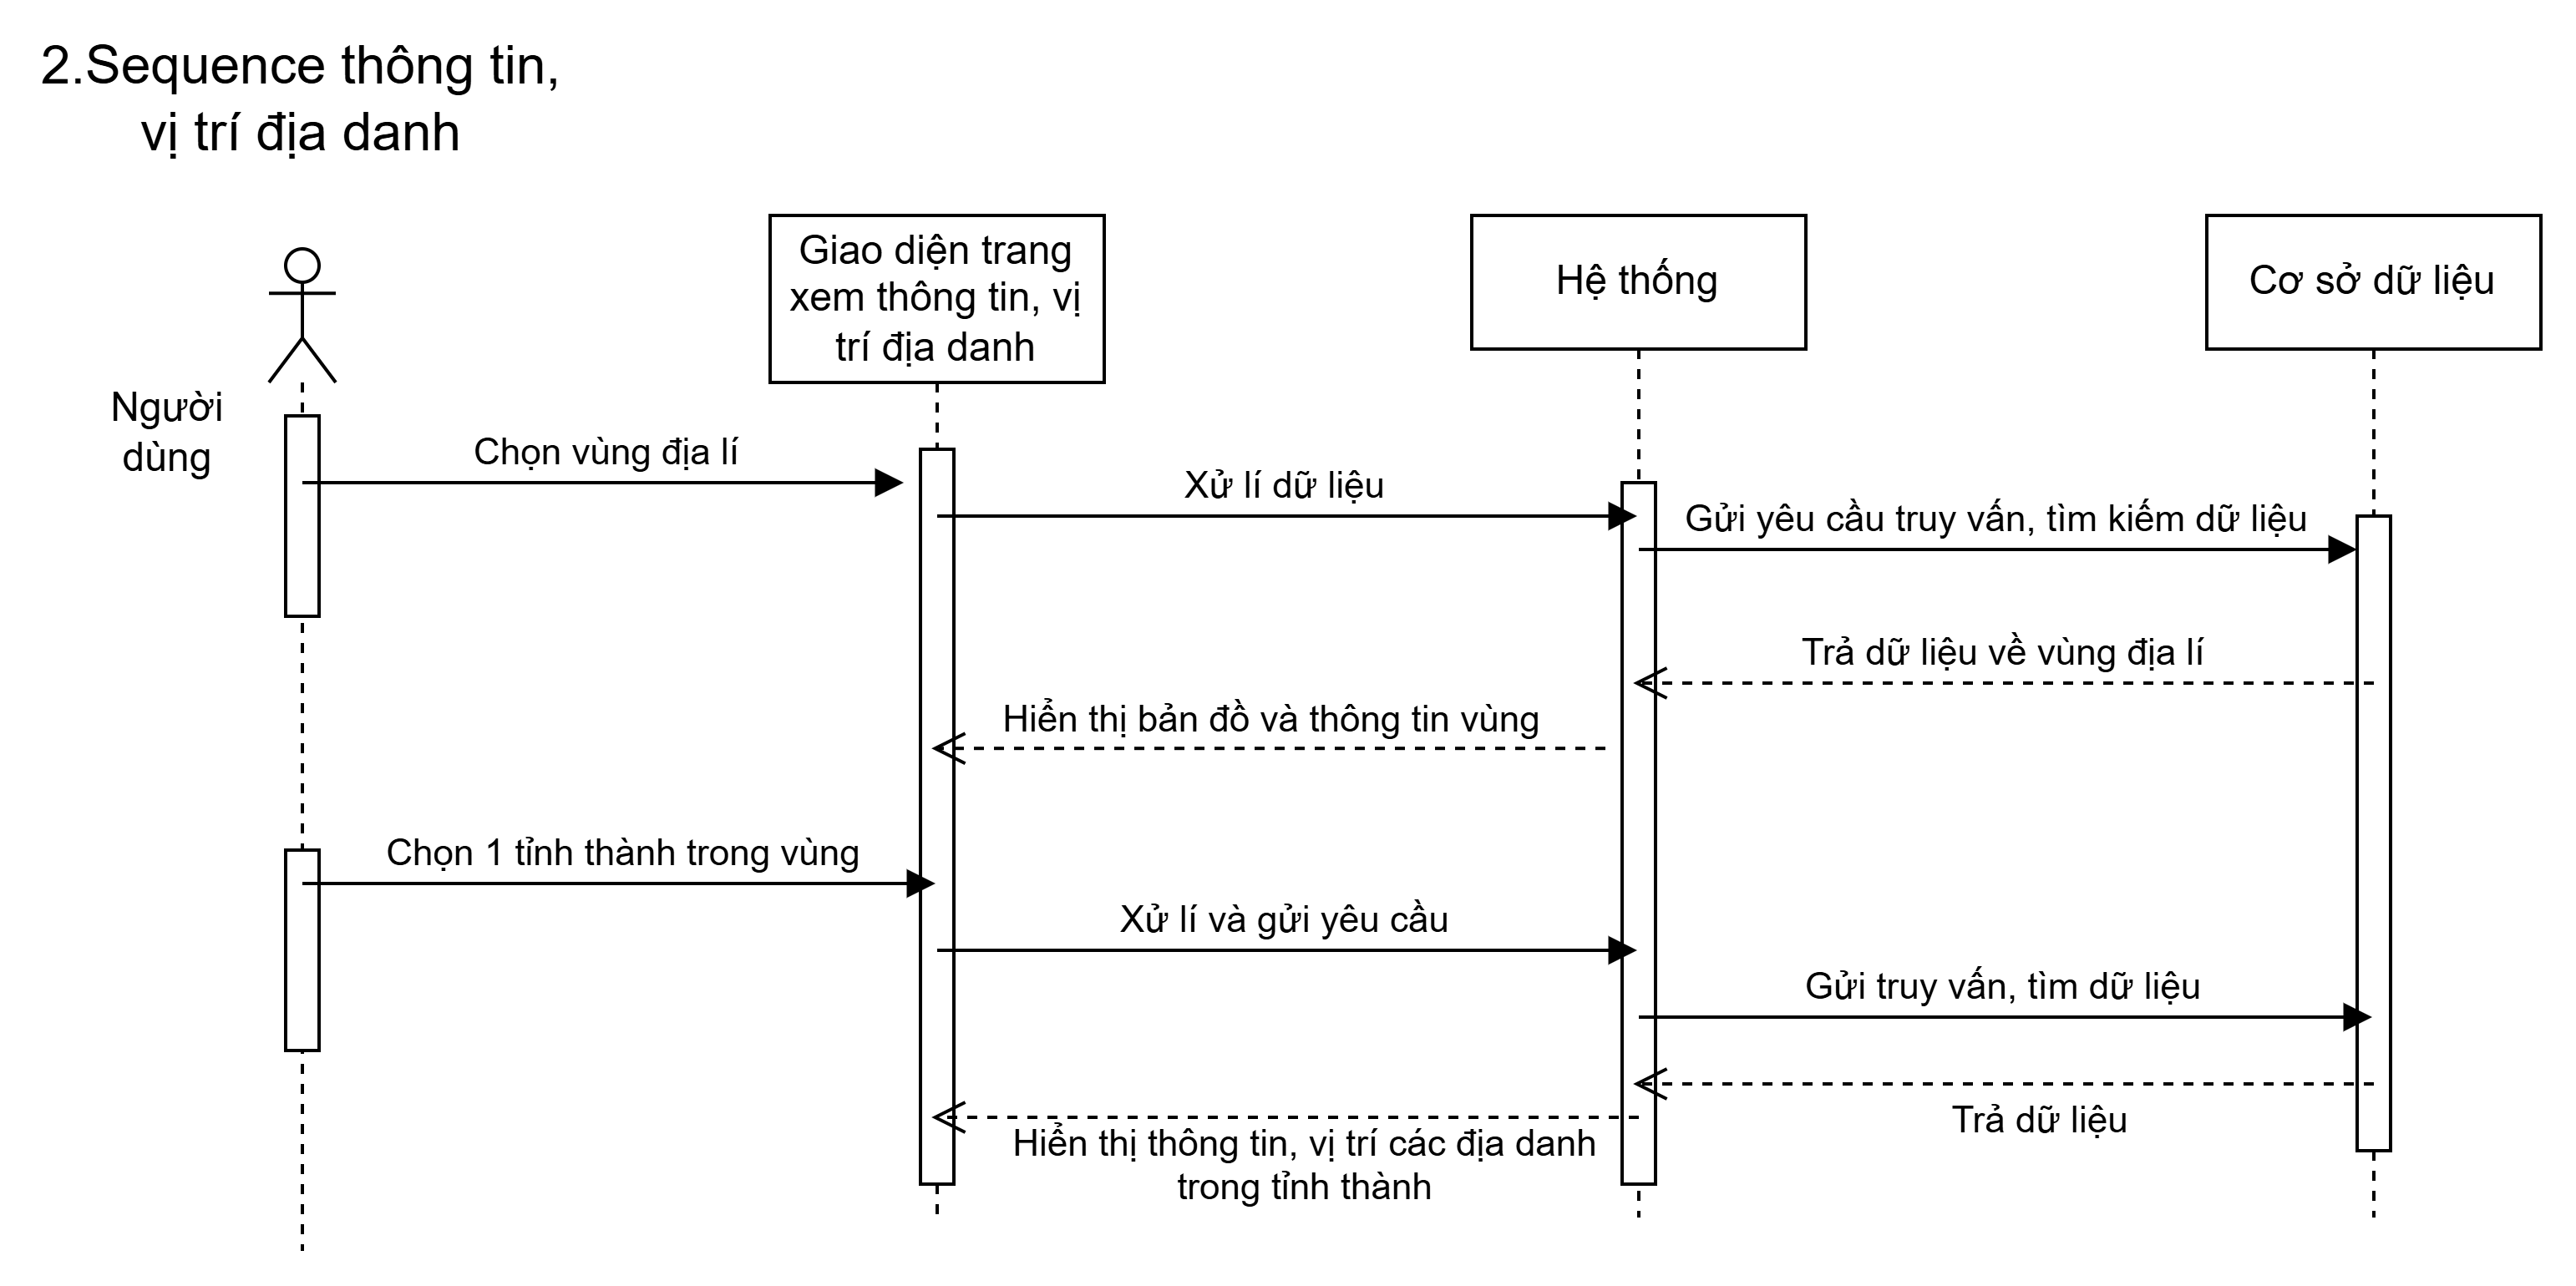 2.Sequence thông tin,
vị trí địa danh
Giao diện trang
xem thông tin, vị
trí địa danh
Hệ thống
Cơ sở dữ liệu
Người
dùng
Chọn vùng địa lí
Xử lí dữ liệu
Gửi yêu cầu truy vấn, tìm kiếm dữ liệu
Trả dữ liệu về vùng địa lí
Hiển thị bản đồ và thông tin vùng
Chọn 1 tỉnh thành trong vùng
Xử lí và gửi yêu cầu
Gửi truy vấn, tìm dữ liệu
Trả dữ liệu
Hiển thị thông tin, vị trí các địa danh
trong tỉnh thành